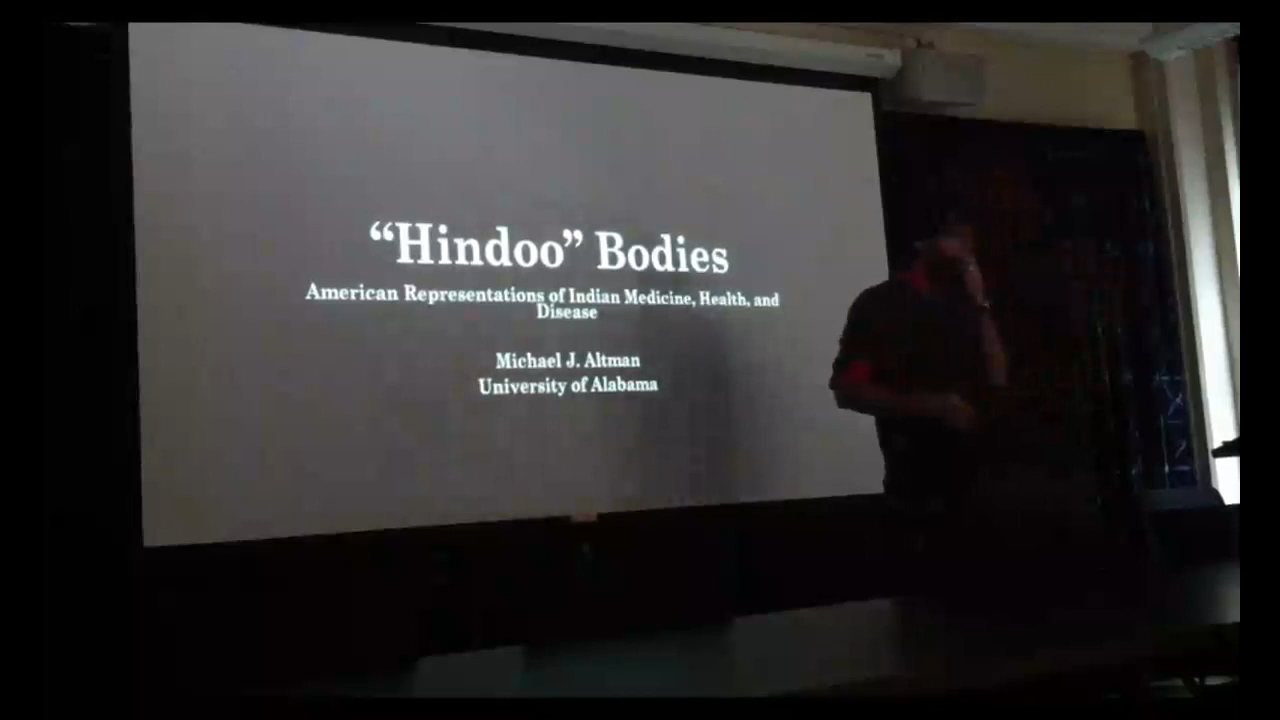 “Hindoo” Bodies
American Representations of Indian Medicine, Health, and
Disease
Michael J. Altman
University of Alabama